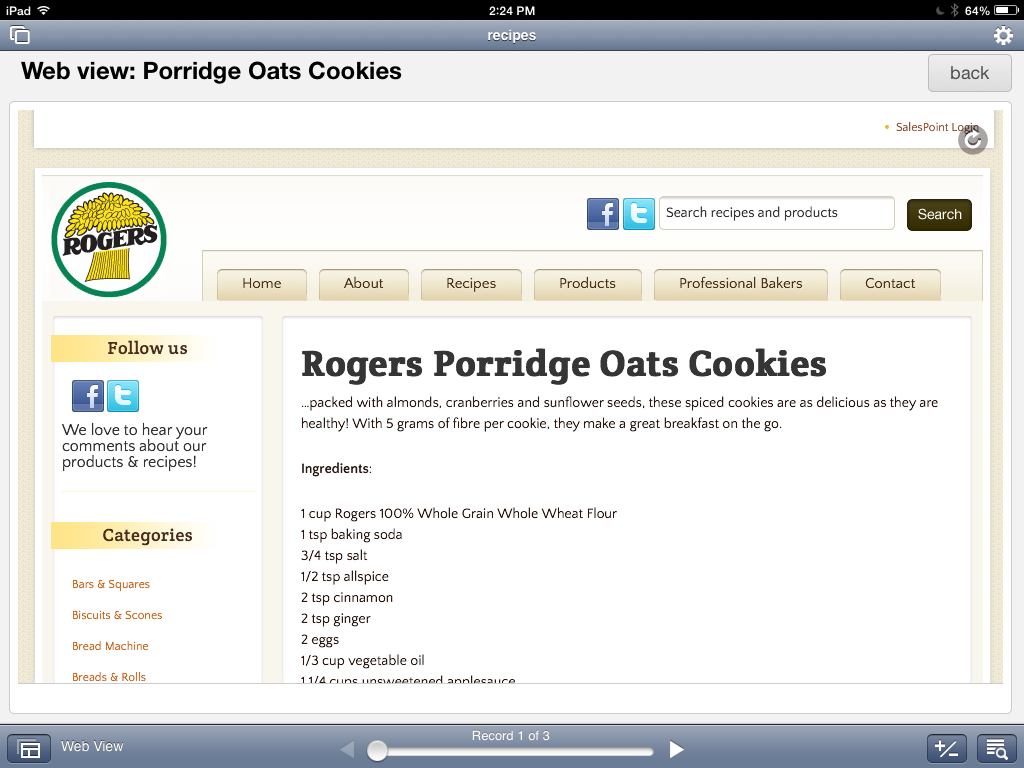 iPad 2:24 PM 64%
recipes
Web view: Porridge Oats Cookies
back
SalesPoint Login
ROGERS
Search recipes and products
Search
Home About Recipes Products Professional Bakers Contact
Follow us
We love to hear your
comments about our
products & recipes!
Categories
Bars & Squares
Biscuits & Scones
Bread Machine
Breads & Rolls
Rogers Porridge Oats Cookies
...packed with almonds, cranberries and sunflower seeds, these spiced cookies are as delicious as they are
healthy! With 5 grams of fibre per cookie, they make a great breakfast on the go.
Ingredients:
1 cup Rogers 100% Whole Grain Whole Wheat Flour
1 tsp baking soda
3/4 tsp salt
1/2 tsp allspice
2 tsp cinnamon
2 tsp ginger
2 eggs
1/3 cup vegetable oil
1 1/4 cups unsweetened applesauce
Web View
Record 1 of 3